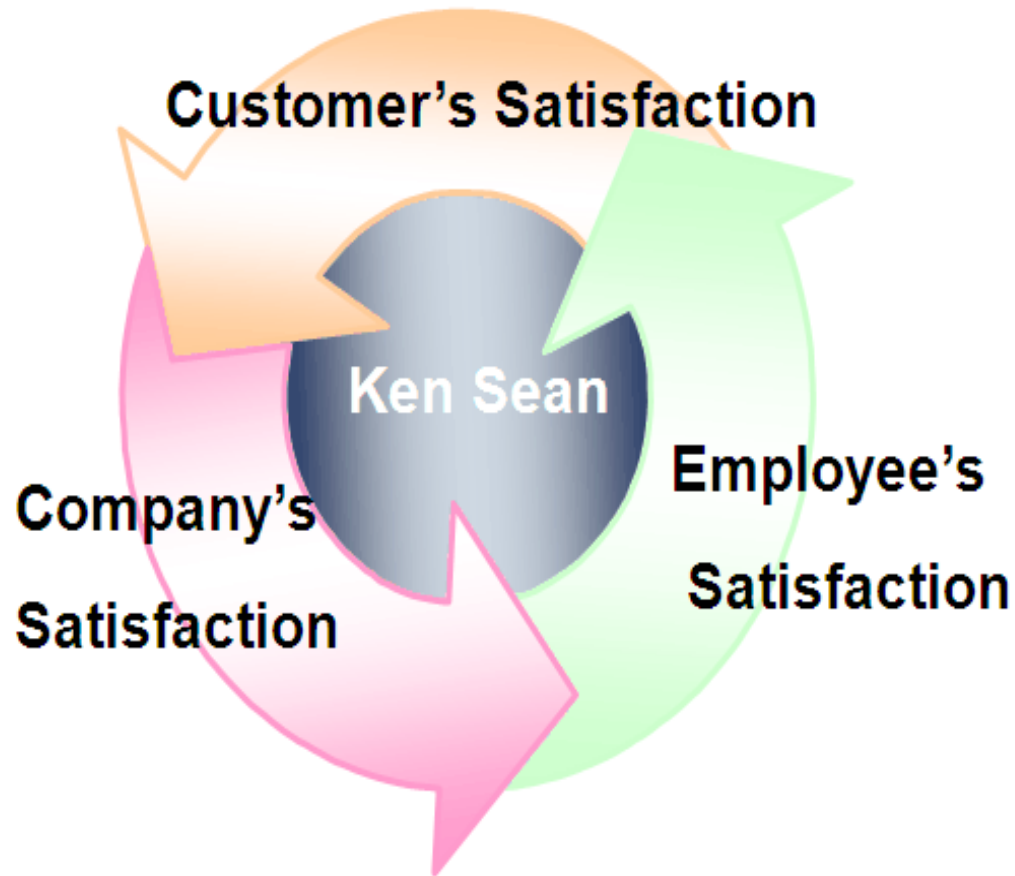 Customer’s Satisfaction
Ken Sean
Company’s
Satisfaction
Employee’s
Satisfaction